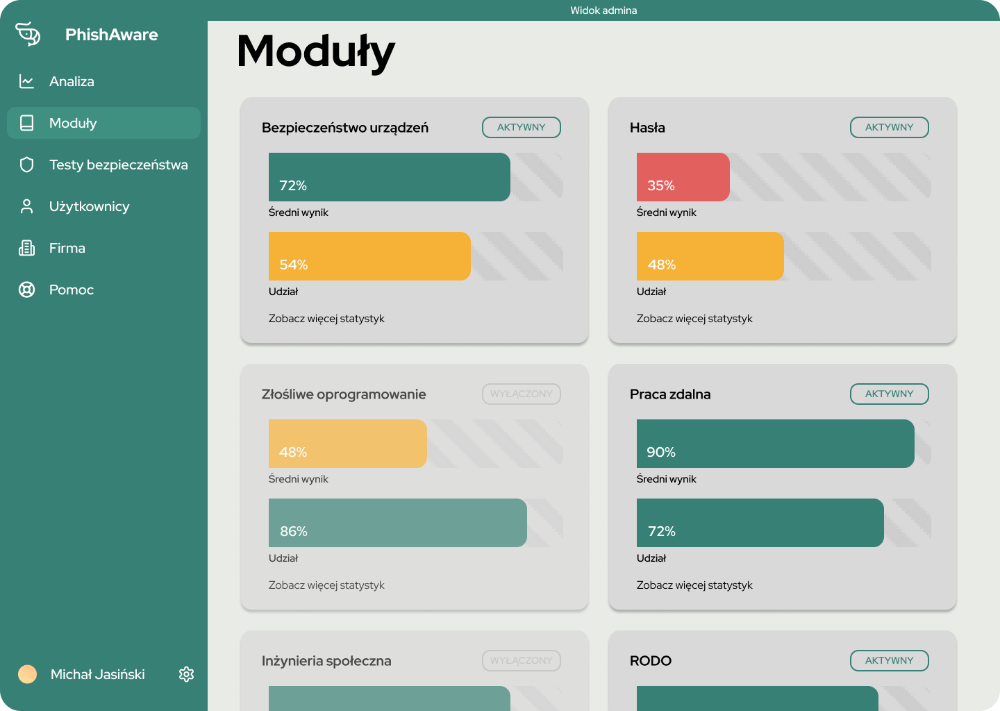 Widok admina
PhishAware
Analiza
Moduły
Testy bezpieczeństwa
Użytkownicy
Firma
Pomoc
Michał Jasiński
Moduły
Bezpieczeństwo urządzeń
AKTYWNY
72%
Średni wynik
54%
Udział
Zobacz więcej statystyk
Hasła
AKTYWNY
35%
Średni wynik
48%
Udział
Zobacz więcej statystyk
Złośliwe oprogramowanie
WYŁĄCZONY
48%
Średni wynik
86%
Udział
Zobacz więcej statystyk
Praca zdalna
AKTYWNY
90%
Średni wynik
72%
Udział
Zobacz więcej statystyk
Inżynieria społeczna
WYŁĄCZONY
RODO
AKTYWNY